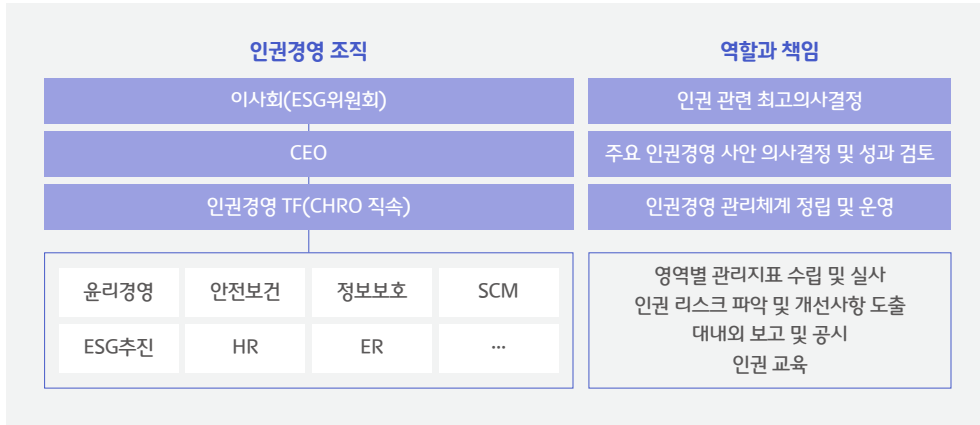 인권경영 조직
역할과 책임
이사회(ESG위원회)
인권 관련 최고의사결정
CEO
주요 인권경영 사안 의사결정 및 성과 검토
인권경영 TF(CHRO 직속)
인권경영 관리체계 정립 및 운영
윤리경영 안전보건 정보보호 SCM
ESG추진 HR ER ...
영역별 관리지표 수립 및 실사
인권 리스크 파악 및 개선사항 도출
대내외 보고 및 공시
인권 교육